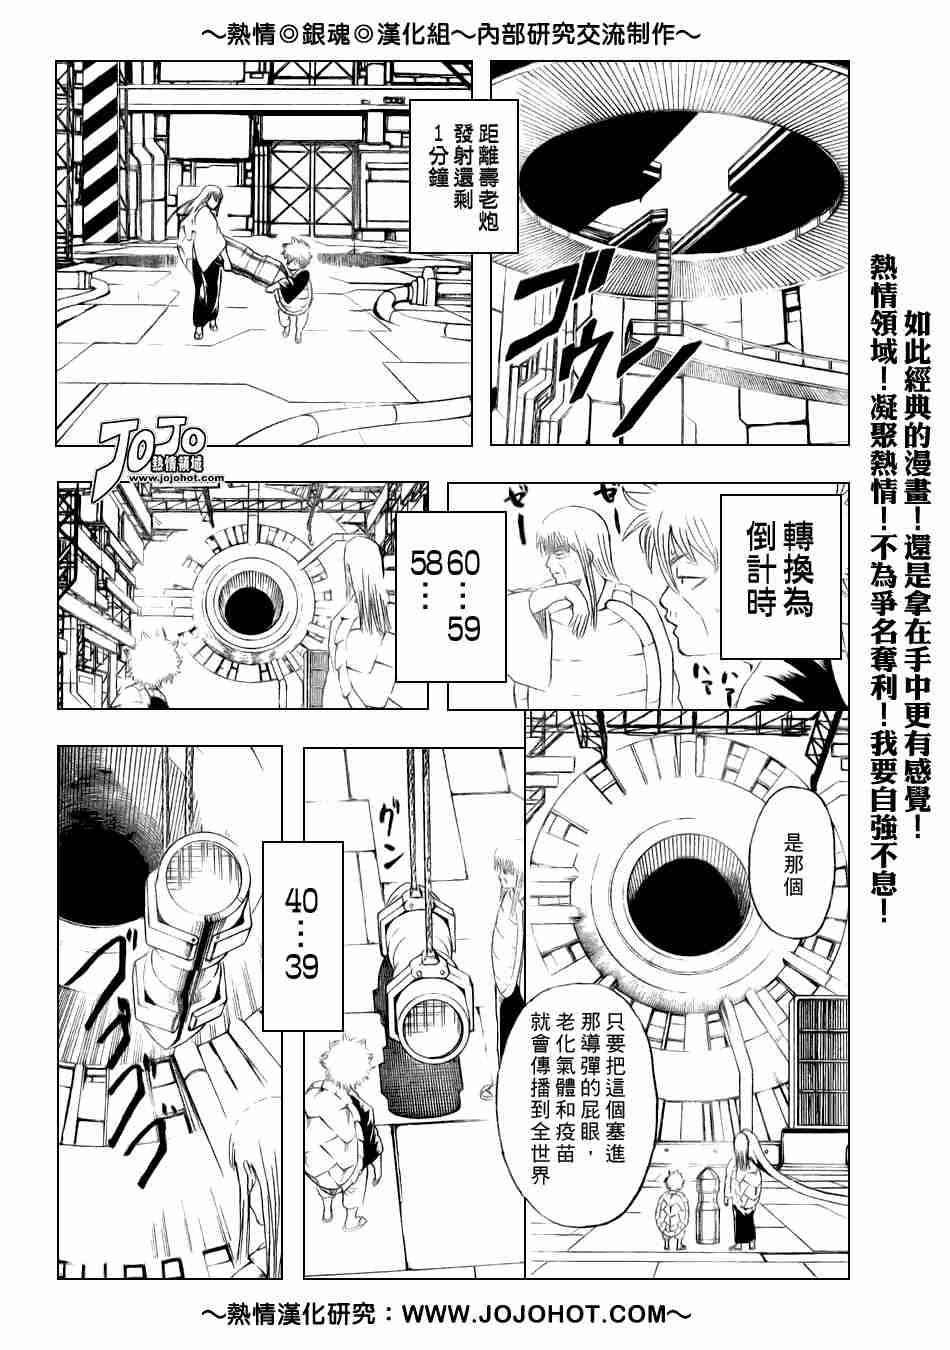 ～熱情◎銀魂◎漢化組～內部研究交流制作～
ゴゴゴ
距離壽老炮
發射還剩
1分鐘
JOJO
熱情領域
www.jojohot.com
如此經典的漫畫！還是拿在手中更有感覺！
熱情領域！凝聚熱情！不為爭名奪利！我要自強不息！
轉換為
倒計時
ゼー
ゼー
60……59
58……
是那個
只要把這個塞進
那導彈的屁眼，
老化氣體和疫苗
就會傳播到全世界
グン
40……39
～熱情漢化研究：WWW.JOJOHOT.COM～